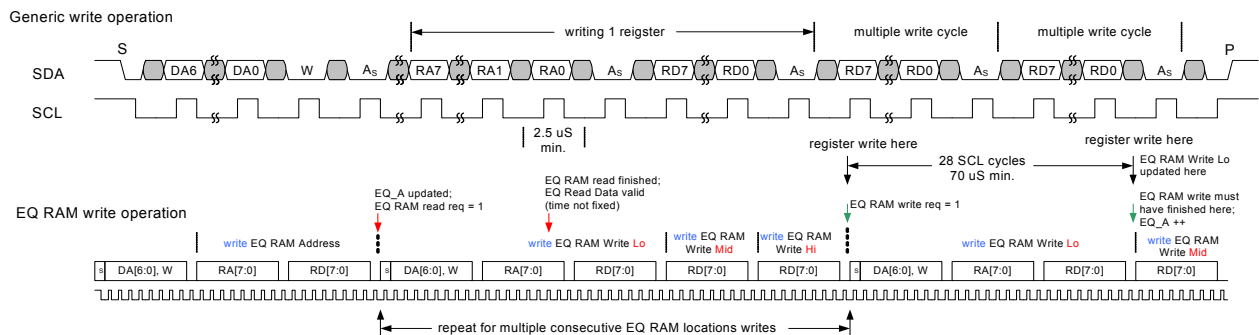 Generic write operation
writing 1 reigster
multiple write cycle
multiple write cycle
S
P
SDA
DA6
DA0
W
As
RA7
RA1
RA0
As
RD7
RD0
As
RD7
RD0
As
RD7
RD0
As
SCL
2.5 uS
min.
register write here
register write here
28 SCL cycles
70 uS min.
EQ RAM Write Lo
updated here
EQ_A updated;
EQ RAM read req = 1
EQ RAM read finished;
EQ Read Data valid
(time not fixed)
EQ RAM write req = 1
EQ RAM write must
have finished here;
EQ_A ++
EQ RAM write operation
write EQ RAM Address
write EQ RAM Write Lo
write EQ RAM
Write Mid
write EQ RAM
Write Hi
write EQ RAM Write Lo
write EQ RAM
Write Mid
s
DA[6:0], W
RA[7:0]
RD[7:0]
s
DA[6:0], W
RA[7:0]
RD[7:0]
RD[7:0]
RD[7:0]
s
DA[6:0], W
RA[7:0]
RD[7:0]
RD[7:0]
repeat for multiple consecutive EQ RAM locations writes